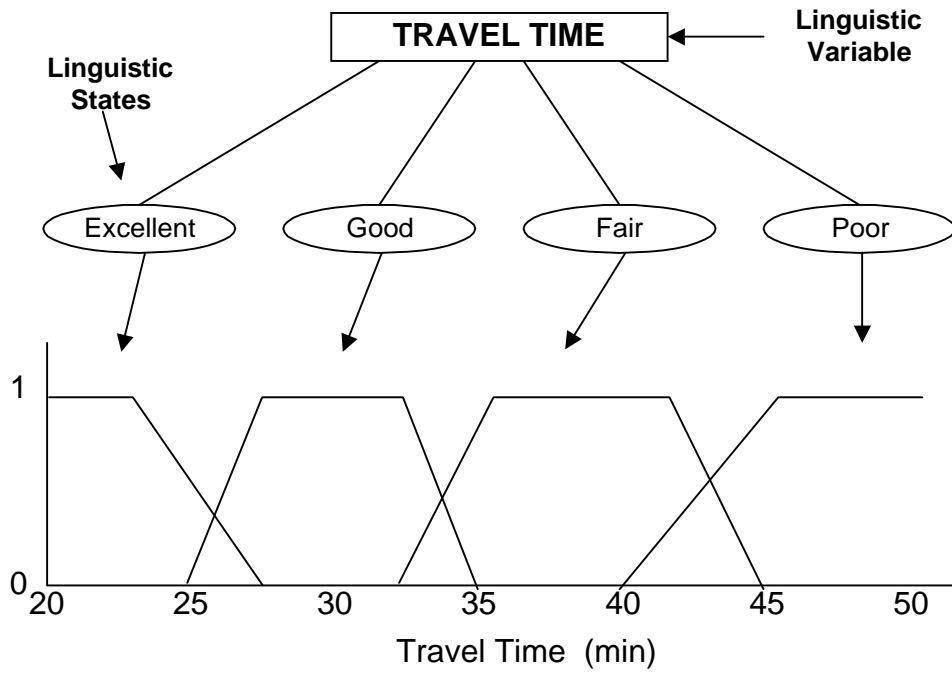 TRAVEL TIME
Linguistic
Variable
Linguistic
States
Excellent
Good
Fair
Poor
1
0
20 25 30 35 40 45 50
Travel Time (min)